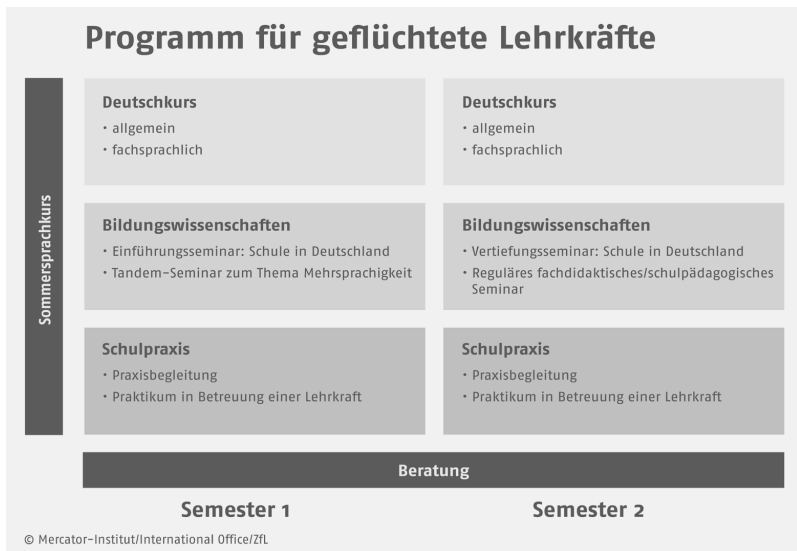 Programm für geflüchtete Lehrkräfte
Sommersprachkurs
Deutschkurs
· allgemein
· fachsprachlich
Bildungswissenschaften
· Einführungsseminar: Schule in Deutschland
· Tandem-Seminar zum Thema Mehrsprachigkeit
Schulpraxis
· Praxisbegleitung
· Praktikum in Betreuung einer Lehrkraft
Deutschkurs
· allgemein
· fachsprachlich
Bildungswissenschaften
· Vertiefungsseminar: Schule in Deutschland
· Reguläres fachdidaktisches/schulpädagogisches
Seminar
Schulpraxis
· Praxisbegleitung
· Praktikum in Betreuung einer Lehrkraft
Beratung
Semester 1
Semester 2
© Mercator-Institut/International Office/ZfL